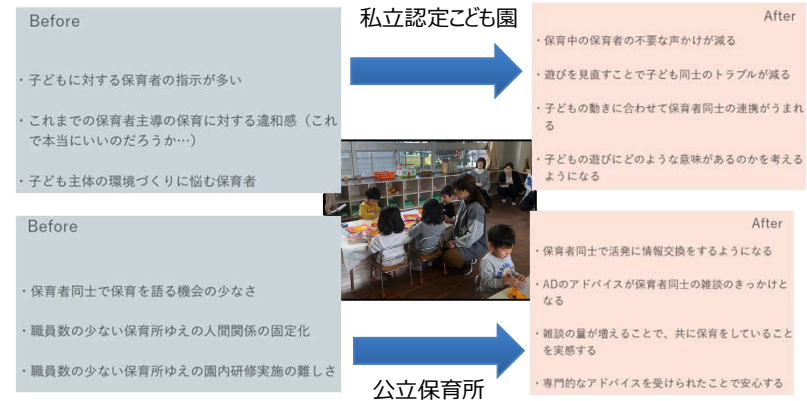 Before
・子どもに対する保育者の指示が多い
・これまでの保育者主導の保育に対する違和感（これ
で本当にいいのだろうか…）
・子ども主体の環境づくりに悩む保育者
私立認定こども園
After
・保育中の保育者の不要な声かけが減る
・遊びを見直すことで子ども同士のトラブルが減る
・子どもの動きに合わせて保育者同士の連携がうまれ
る
・子どもの遊びにどのような意味があるのかを考える
ようになる
Before
・保育者同士で保育を語る機会の少なさ
・職員数の少ない保育所ゆえの人間関係の固定化
・職員数の少ない保育所ゆえの園内研修実施の難しさ
公立保育所
After
・保育者同士で活発に情報交換をするようになる
・ADのアドバイスが保育者同士の雑談のきっかけと
なる
・雑談の量が増えることで、共に保育をしていること
を実感する
・専門的なアドバイスを受けられたことで安心する